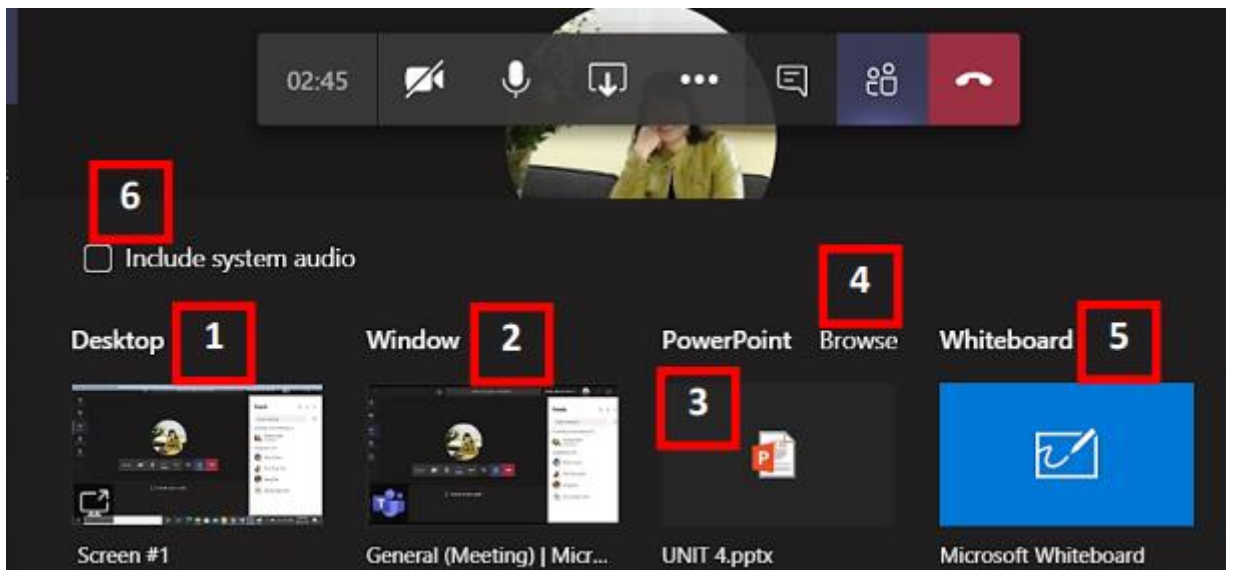 02:45
6
Include system audio
4
Desktop 1 Window 2 PowerPoint Browse Whiteboard 5
3
P
Screen #1 General (Meeting) | Micr... UNIT 4.pptx Microsoft Whiteboard